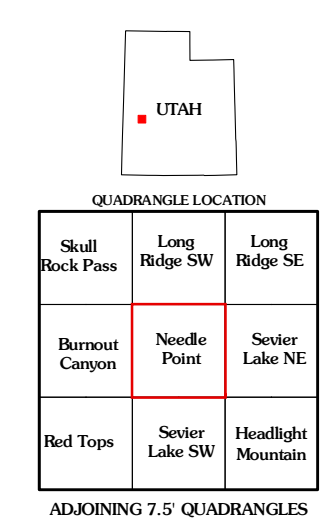 UTAH
QUADRANGLE LOCATION
Skull
Rock Pass
Long
Ridge SW
Long
Ridge SE
Burnout
Canyon
Needle
Point
Sevier
Lake NE
Red Tops
Sevier
Lake SW
Headlight
Mountain
ADJOINING 7.5' QUADRANGLES